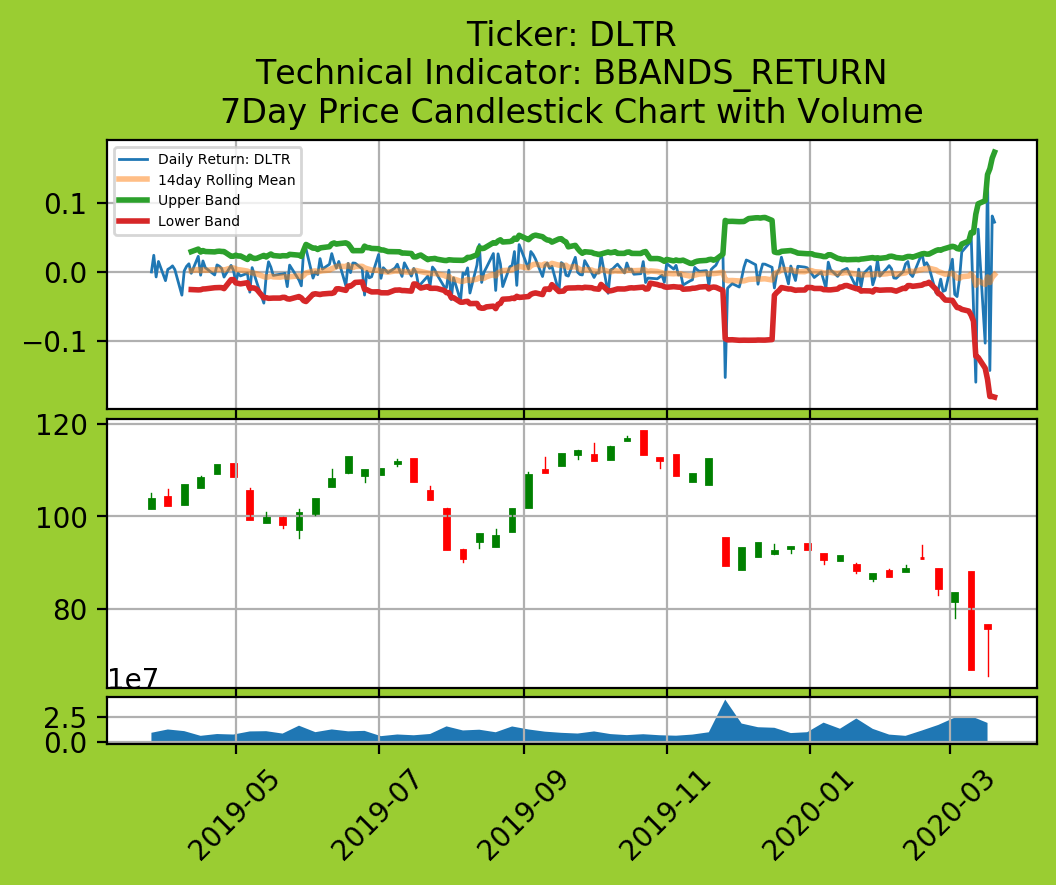 Ticker: DLTR
Technical Indicator: BBANDS_RETURN
7Day Price Candlestick Chart with Volume
Daily Return: DLTR
14day Rolling Mean
Upper Band
Lower Band
0.1
0.0
−0.1
120
100
80
1e7
2.5
0.0
2019-05
2019-07
2019-09
2019-11
2020-01
2020-03